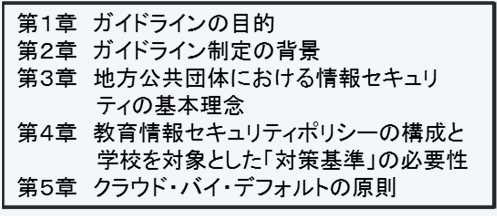 第1章 ガイドラインの目的
第2章 ガイドライン制定の背景
第3章 地方公共団体における情報セキュリ
ティの基本理念
第4章 教育情報セキュリティポリシーの構成と
学校を対象とした「対策基準」の必要性
第5章 クラウド・バイ・デフォルトの原則